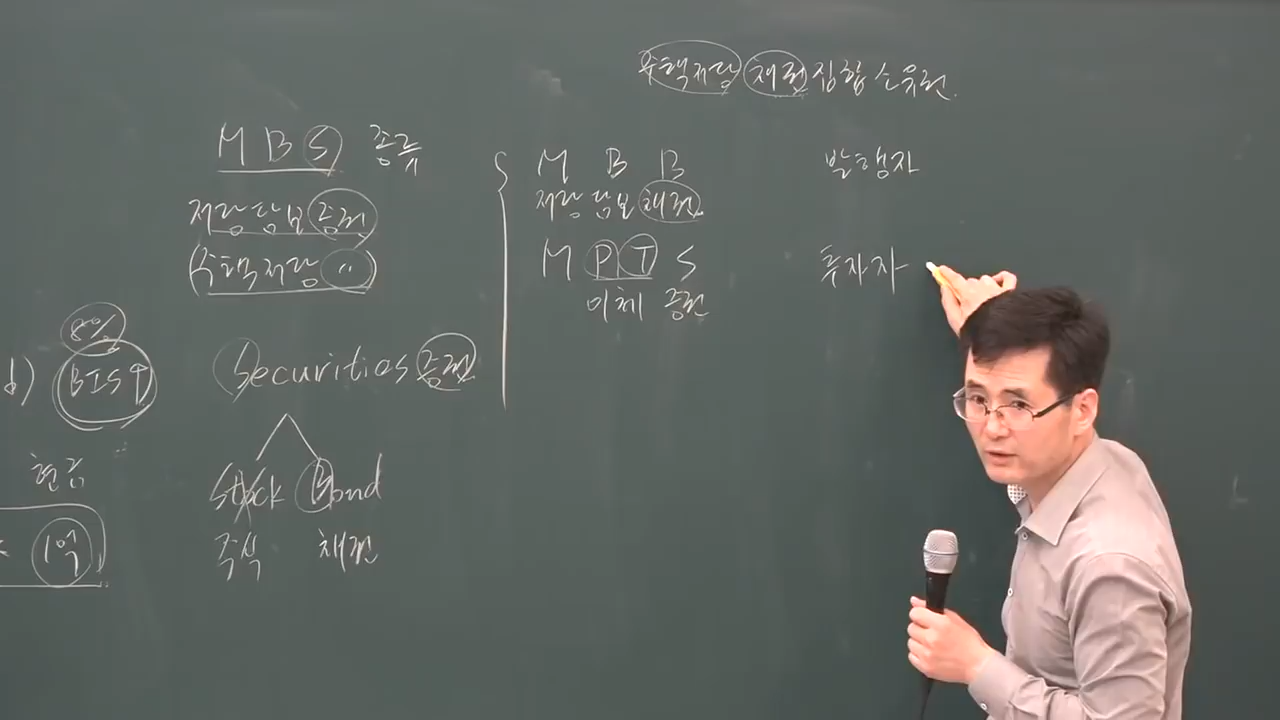 주택저당 채권 집합 소유권.
MBS 종류
저당담보증권
(주택저당 〃)
8%
d) BIS↑
Securities 증권
Stock Bond
주식 채권
현금
1억
MBB 발행자
저당담보채권
MPTS 투자자
이체 증권